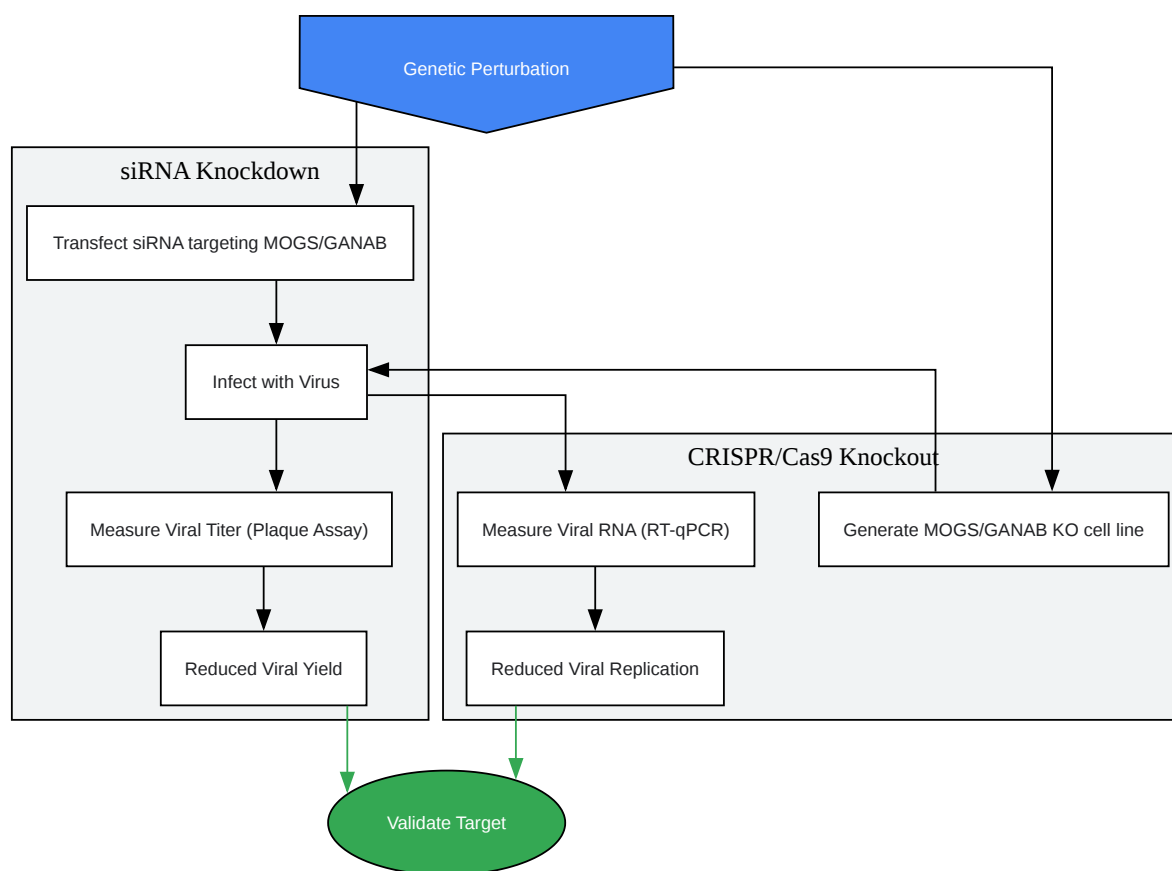 Genetic Perturbation
siRNA Knockdown
Transfect siRNA targeting MOGS/GANAB
Infect with Virus
CRISPR/Cas9 Knockout
Measure Viral Titer (Plaque Assay)
Measure Viral RNA (RT-qPCR)
Generate MOGS/GANAB KO cell line
Reduced Viral Yield
Reduced Viral Replication
Validate Target